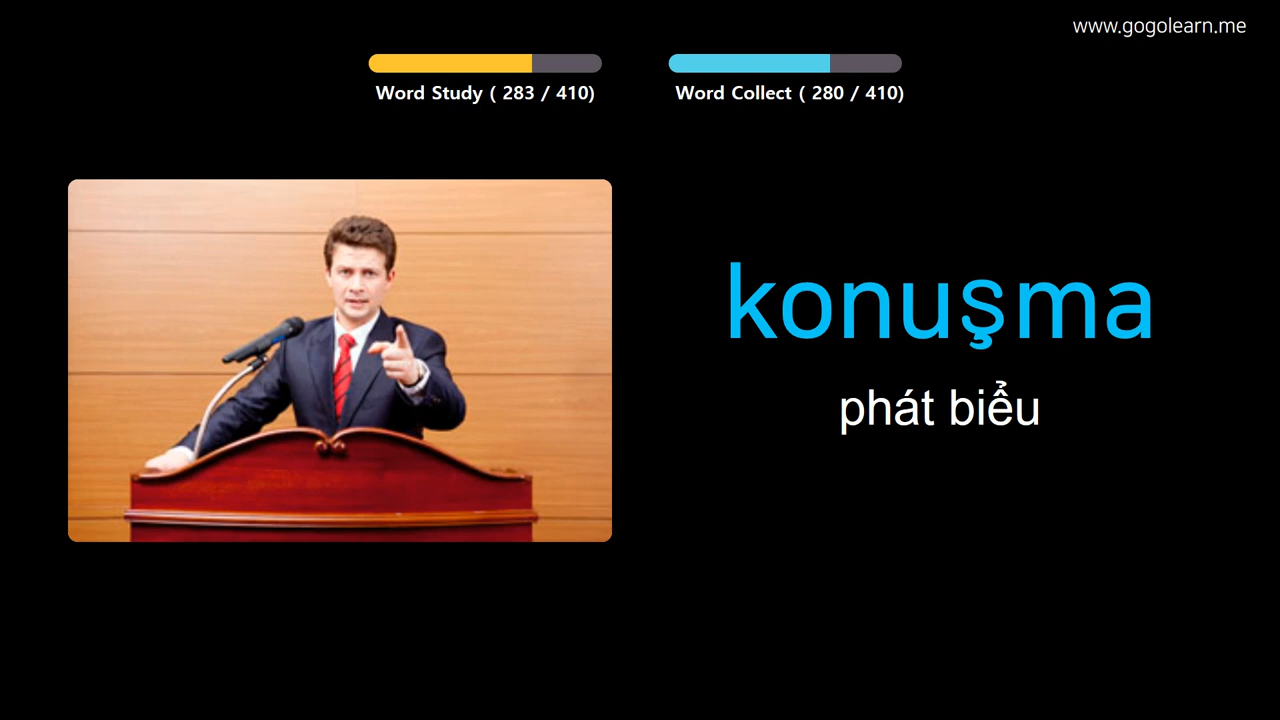 www.gogolearn.me
Word Study ( 283 / 410)
Word Collect ( 280 / 410)
konuşma
phát biểu